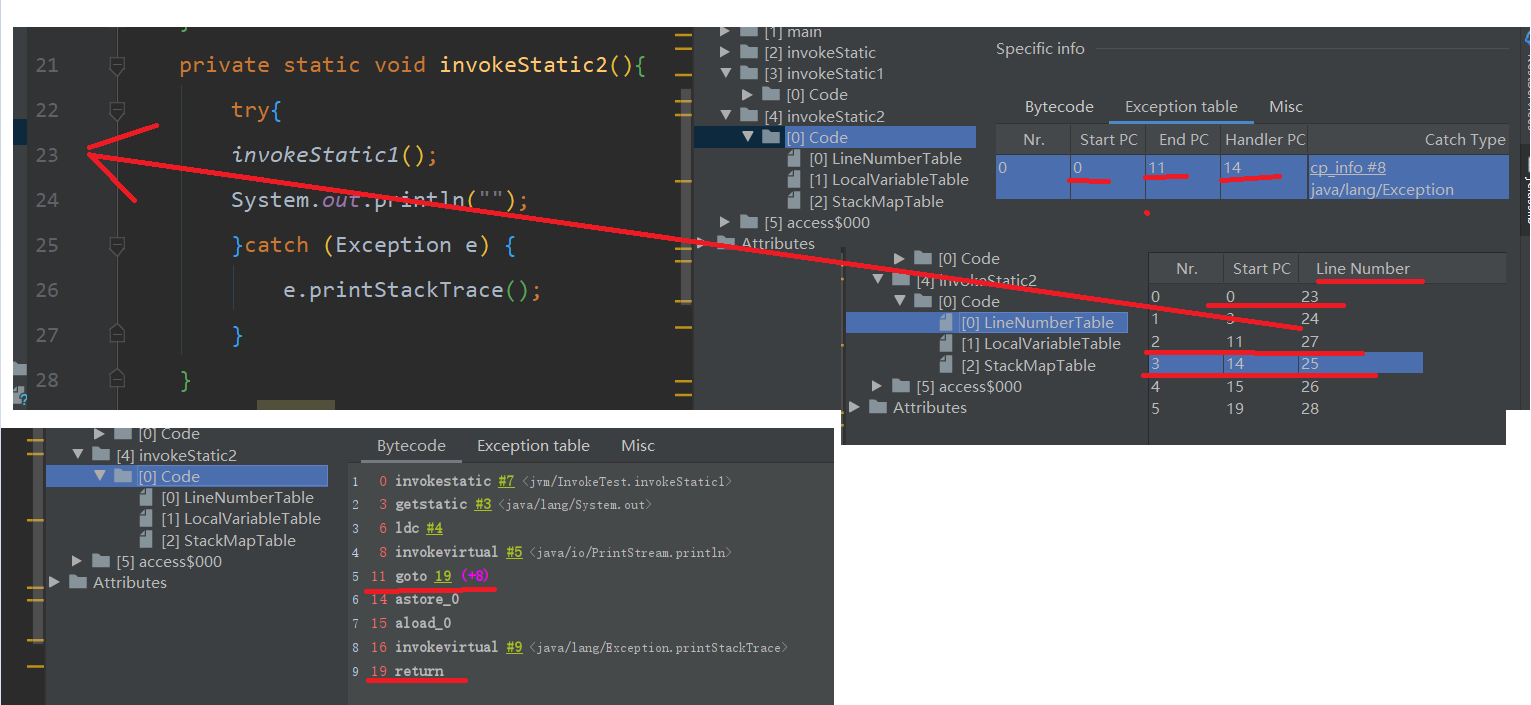 21 private static void invokeStatic2(){
22 try{
23 invokeStatic1();
24 System.out.println("");
25 }catch (Exception e) {
26 e.printStackTrace();
27 }
28 }
[1] main
[2] invokeStatic
[3] invokeStatic1
[0] Code
[4] invokeStatic2
[0] Code
[0] LineNumberTable
[1] LocalVariableTable
[2] StackMapTable
[5] access$000
Attributes
Specific info
Bytecode Exception table Misc
Nr. Start PC End PC Handler PC Catch Type
0 0 11 14 cp_info #8
java/lang/Exception
[0] Code
[4] invokeStatic2
[0] Code
[0] LineNumberTable
[1] LocalVariableTable
[2] StackMapTable
[5] access$000
Attributes
Nr. Start PC Line Number
0 0 23
1 3 24
2 11 27
3 14 25
4 15 26
5 19 28
[0] Code
[4] invokeStatic2
[0] Code
[0] LineNumberTable
[1] LocalVariableTable
[2] StackMapTable
[5] access$000
Attributes
Bytecode Exception table Misc
1 0 invokestatic #7 <jvm/InvokeTest.invokeStatic1>
2 3 getstatic #3 <java/lang/System.out>
3 6 ldc #4
4 8 invokevirtual #5 <java/io/PrintStream.println>
5 11 goto 19 (+8)
6 14 astore_0
7 15 aload_0
8 16 invokevirtual #9 <java/lang/Exception.printStackTrace>
9 19 return